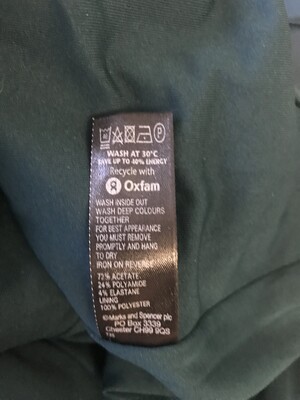 WASH AT 30°C
SAVE UP TO 40% ENERGY
Recycle with
Oxfam
WASH INSIDE OUT
WASH DEEP COLOURS
TOGETHER
FOR BEST APPEARANCE
YOU MUST REMOVE
PROMPTLY AND HANG
TO DRY
IRON ON REVERSE
72% ACETATE
24% POLYAMIDE
4% ELASTANE
LINING
100% POLYESTER
©Marks and Spencer plc
PO Box 3339
Chester CH99 9QS